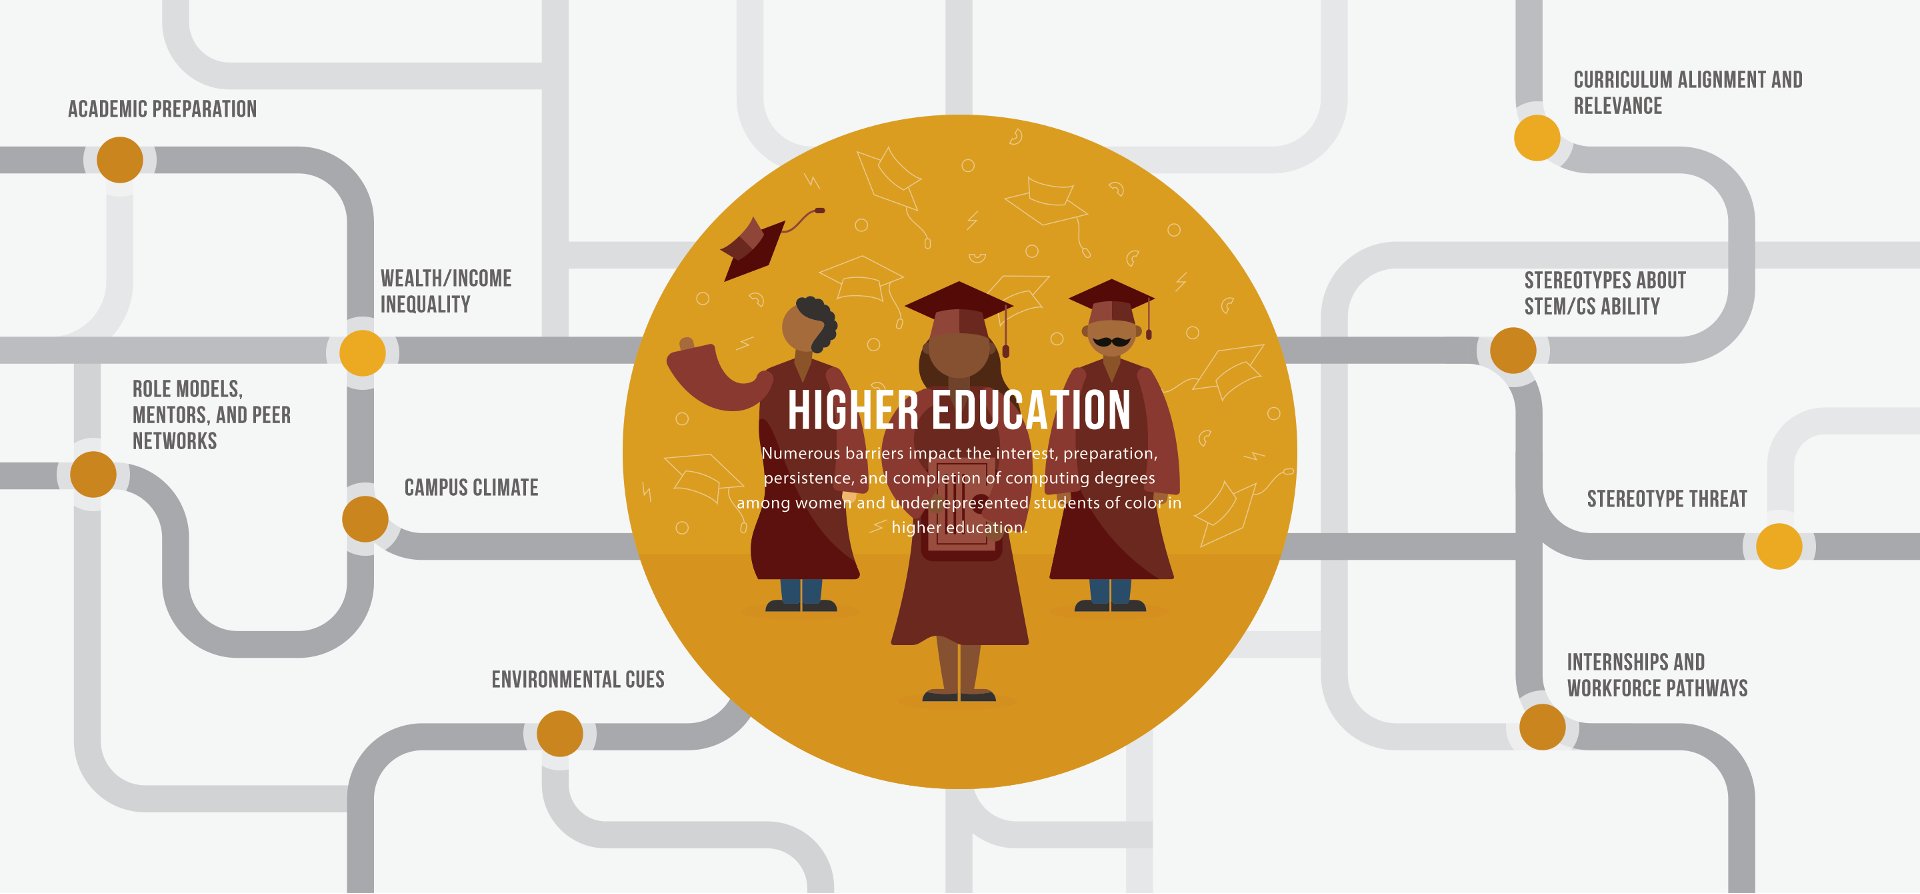 ACADEMIC PREPARATION
WEALTH/INCOME
INEQUALITY
ROLE MODELS,
MENTORS, AND PEER
NETWORKS
CAMPUS CLIMATE
ENVIRONMENTAL CUES
HIGHER EDUCATION
Numerous barriers impact the interest, preparation,
persistence, and completion of computing degrees
among women and underrepresented students of color in
higher education.
CURRICULUM ALIGNMENT AND
RELEVANCE
STEREOTYPES ABOUT
STEM/CS ABILITY
STEREOTYPE THREAT
INTERNSHIPS AND
WORKFORCE PATHWAYS